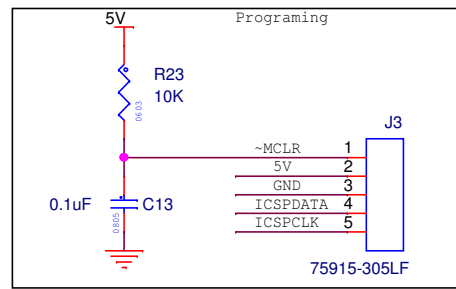 Programing
5V
R23
10K
0603
0.1uF
C13
0805
J3
~MCLR 1
5V 2
GND 3
ICSPDATA 4
ICSPCLK 5
75915-305LF